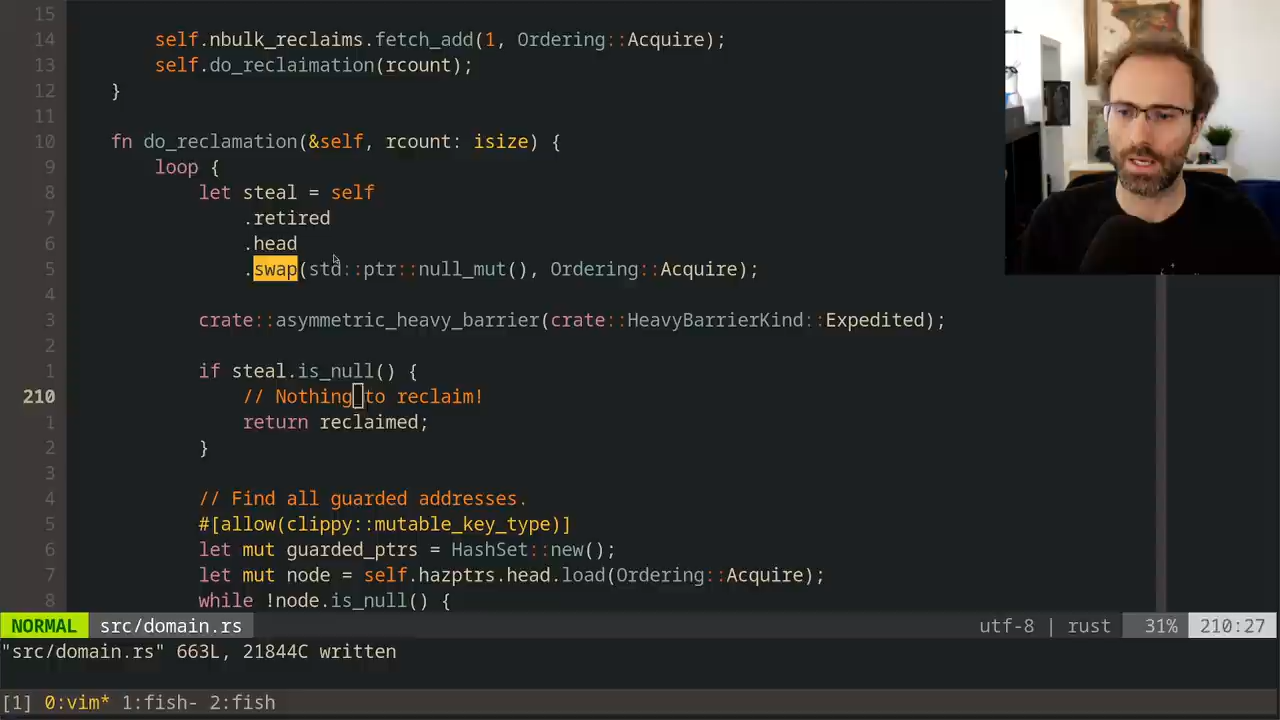 15
14 self.nbulk_reclaims.fetch_add(1, Ordering::Acquire);
13 self.do_reclaimation(rcount);
12 }
11
10 fn do_reclamation(&self, rcount: isize) {
9 loop {
8 let steal = self
7 .retired
6 .head
5 .swap(std::ptr::null_mut(), Ordering::Acquire);
4
3 crate::asymmetric_heavy_barrier(crate::HeavyBarrierKind::Expedited);
2
1 if steal.is_null() {
210 // Nothing to reclaim!
1 return reclaimed;
2 }
3
4 // Find all guarded addresses.
5 #[allow(clippy::mutable_key_type)]
6 let mut guarded_ptrs = HashSet::new();
7 let mut node = self.hazptrs.head.load(Ordering::Acquire);
8 while !node.is_null() {
NORMAL src/domain.rs utf-8 | rust 31% 210:27
"src/domain.rs" 663L, 21844C written
[1] 0:vim* 1:fish- 2:fish